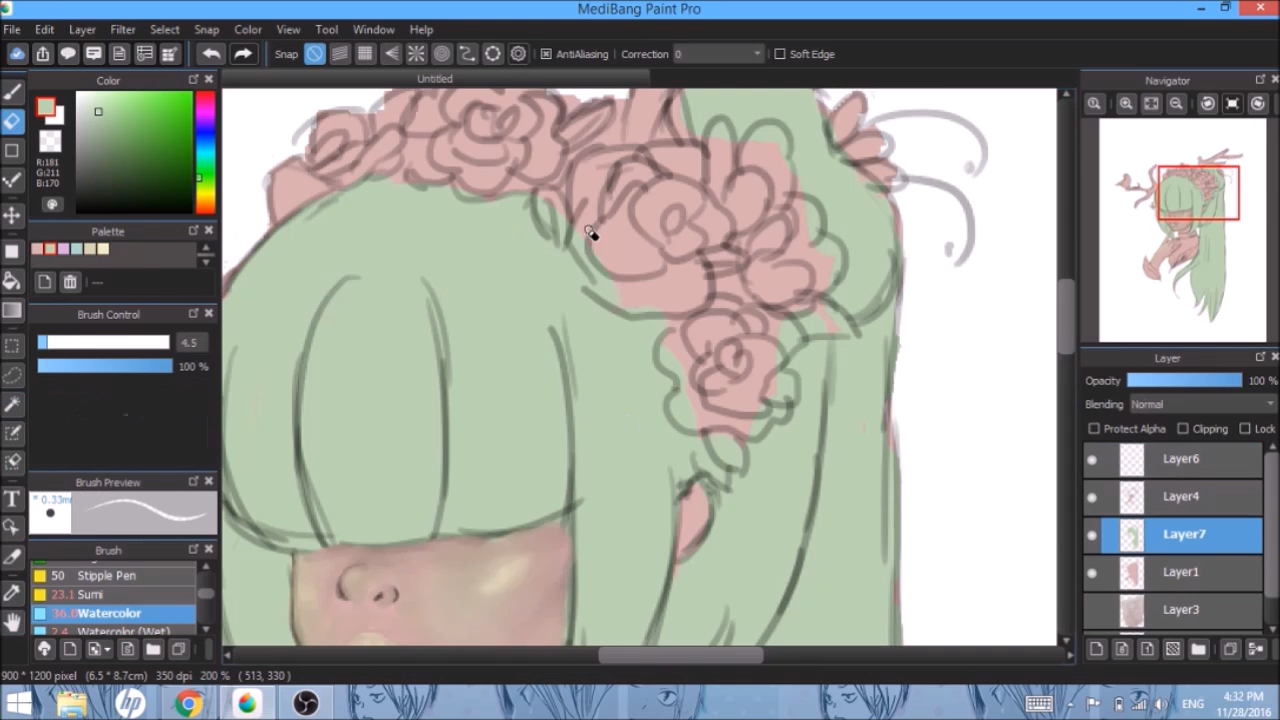 MediBang Paint Pro
File Edit Layer Filter Select Snap Color View Tool Window Help
Snap AntiAliasing Correction 0 Soft Edge
Untitled
Color
R:181
G:211
B:170
Palette
---
Brush Control
4.5
100 %
Brush Preview
* 0.33m
Brush
50 Stipple Pen
23.1 Sumi
36.0 Watercolor
2.4 Watercolor (Wet)
Navigator
Layer
Opacity 100 %
Blending Normal
Protect Alpha Clipping Lock
Layer6
Layer4
Layer7
Layer1
Layer3
900 * 1200 pixel (6.5 * 8.7cm) 350 dpi 200 % ( 513, 330 )
ENG
4:32 PM
11/28/2016